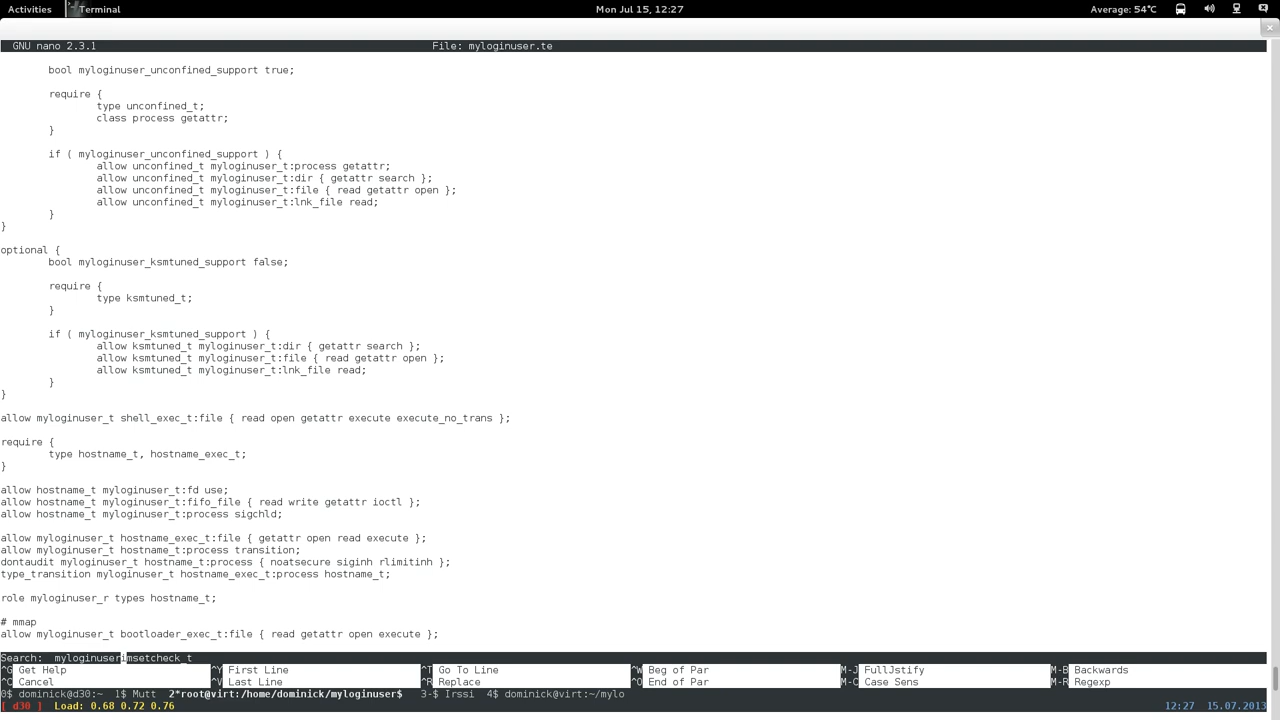 Activities Terminal Mon Jul 15, 12:27 Average: 54°C
GNU nano 2.3.1 File: myloginuser.te
bool myloginuser_unconfined_support true;
require {
type unconfined_t;
class process getattr;
}
if ( myloginuser_unconfined_support ) {
allow unconfined_t myloginuser_t:process getattr;
allow unconfined_t myloginuser_t:dir { getattr search };
allow unconfined_t myloginuser_t:file { read getattr open };
allow unconfined_t myloginuser_t:lnk_file read;
}
}
optional {
bool myloginuser_ksmtuned_support false;
require {
type ksmtuned_t;
}
if ( myloginuser_ksmtuned_support ) {
allow ksmtuned_t myloginuser_t:dir { getattr search };
allow ksmtuned_t myloginuser_t:file { read getattr open };
allow ksmtuned_t myloginuser_t:lnk_file read;
}
}
allow myloginuser_t shell_exec_t:file { read open getattr execute execute_no_trans };
require {
type hostname_t, hostname_exec_t;
}
allow hostname_t myloginuser_t:fd use;
allow hostname_t myloginuser_t:fifo_file { read write getattr ioctl };
allow hostname_t myloginuser_t:process sigchld;
allow myloginuser_t hostname_exec_t:file { getattr open read execute };
allow myloginuser_t hostname_t:process transition;
dontaudit myloginuser_t hostname_t:process { noatsecure siginh rlimitinh };
type_transition myloginuser_t hostname_exec_t:process hostname_t;
role myloginuser_r types hostname_t;
# mmap
allow myloginuser_t bootloader_exec_t:file { read getattr open execute };
Search: myloginuserimsetcheck_t
^G Get Help ^Y First Line ^T Go To Line ^W Beg of Par M-J FullJstify M-B Backwards
^C Cancel ^V Last Line ^R Replace ^O End of Par M-C Case Sens M-R Regexp
0$ dominick@d30:~ 1$ Mutt 2*root@virt:/home/dominick/myloginuser$ 3-$ Irssi 4$ dominick@virt:~/mylo
[ d30 ] Load: 0.68 0.72 0.76 12:27 15.07.2013